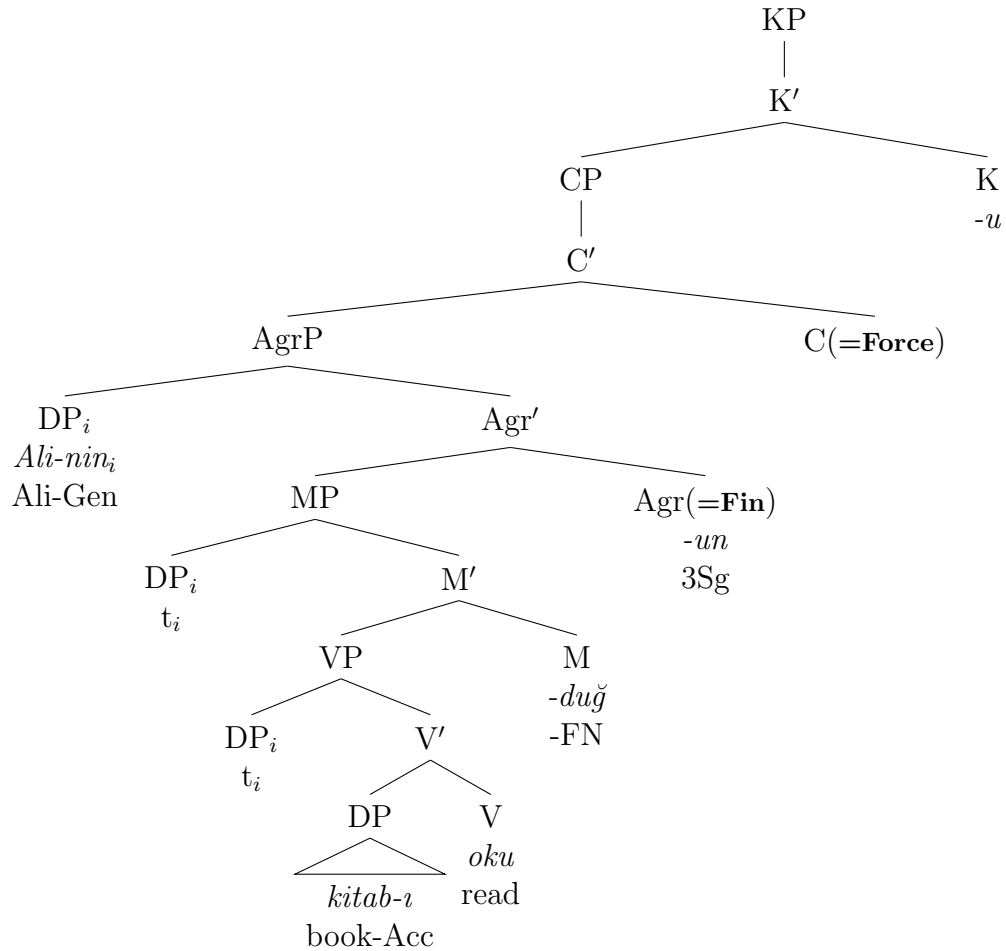 KP
K′
CP K
-u
C′
AgrP C(=Force)
DPi Agr′
Ali-nini
Ali-Gen
MP Agr(=Fin)
-un
3Sg
DPi M′
ti
VP M
-duğ
-FN
DPi V′
ti
DP V
oku
read
kitab-ı
book-Acc